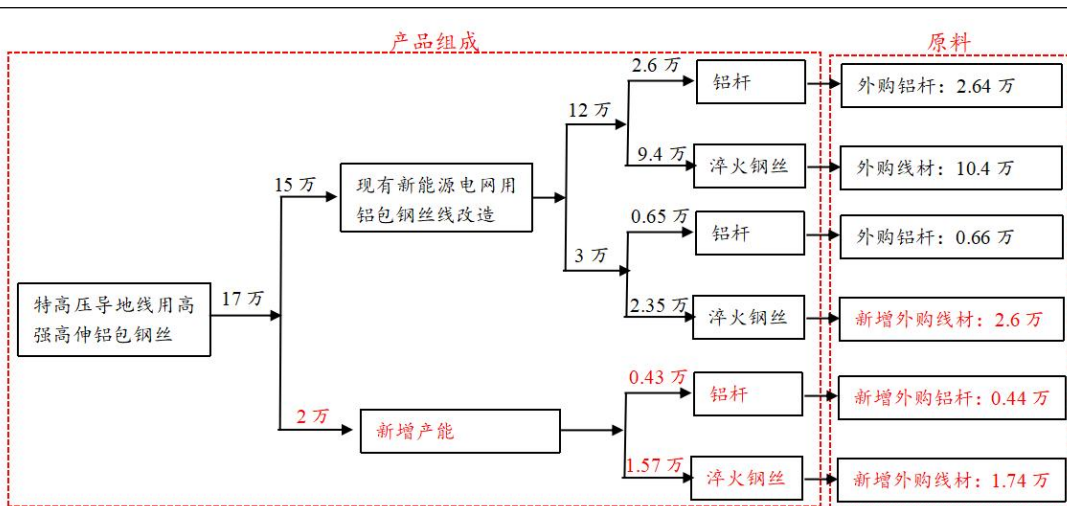 产品组成
原料
2.6 万
铝杆
外购铝杆：2.64 万
12 万
9.4 万
淬火钢丝
外购线材：10.4 万
15 万
现有新能源电网用
铝包钢丝线改造
0.65 万
铝杆
外购铝杆：0.66 万
3 万
2.35 万
淬火钢丝
新增外购线材：2.6 万
特高压导地线用高
强高伸铝包钢丝
17 万
0.43 万
铝杆
新增外购铝杆：0.44 万
2 万
新增产能
1.57 万
淬火钢丝
新增外购线材：1.74 万